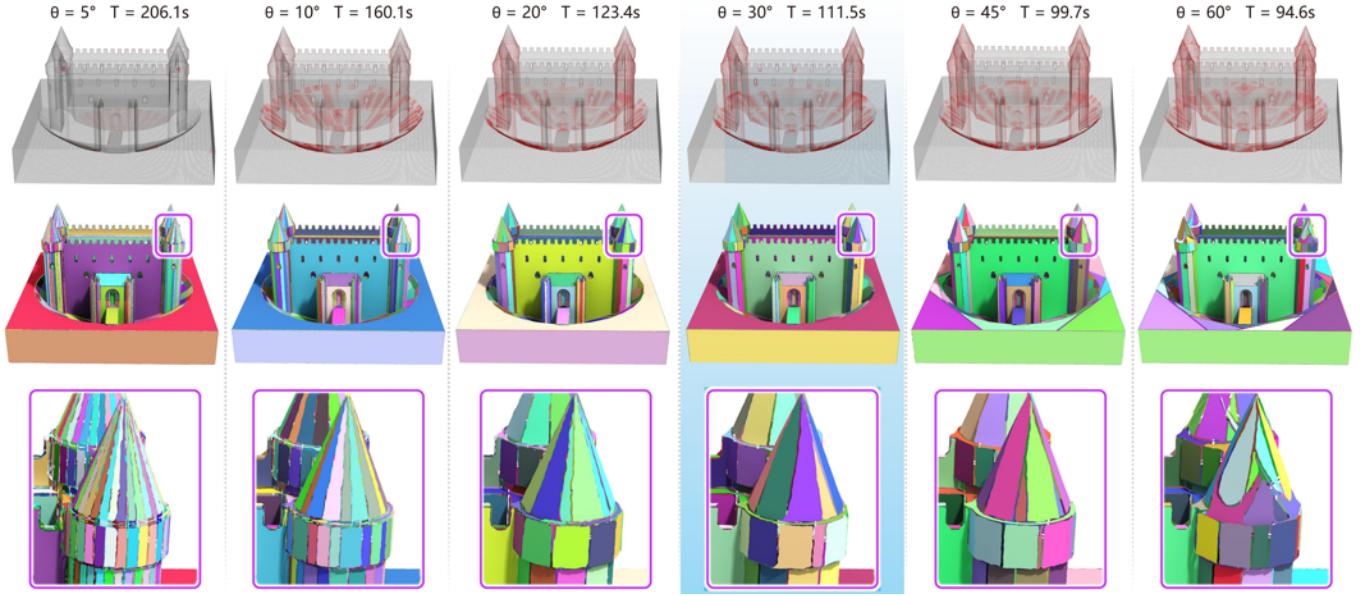 θ = 5° T = 206.1s
θ = 10° T = 160.1s
θ = 20° T = 123.4s
θ = 30° T = 111.5s
θ = 45° T = 99.7s
θ = 60° T = 94.6s